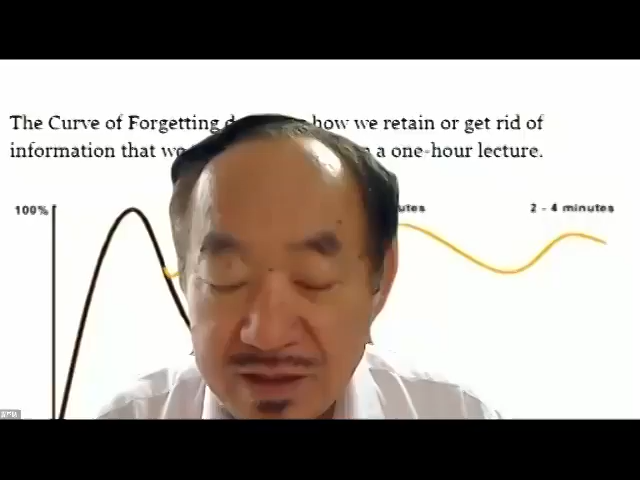 The Curve of Forgetting how we retain or get rid of
information that we a one-hour lecture.
100%
2 - 4 minutes